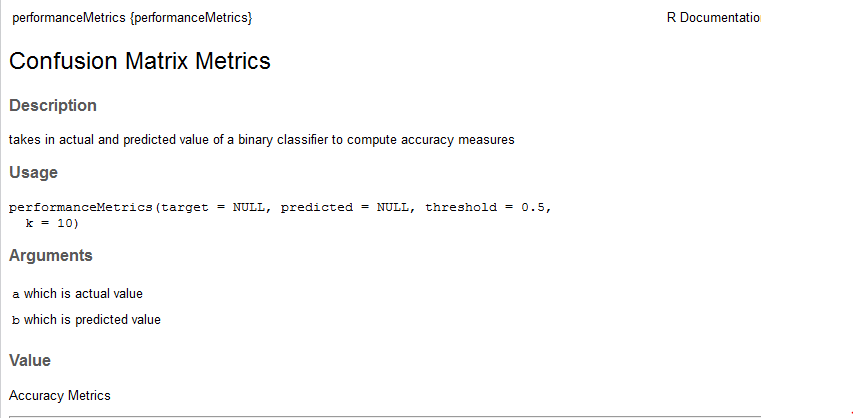 performanceMetrics {performanceMetrics} R Documentatio
Confusion Matrix Metrics
Description
takes in actual and predicted value of a binary classifier to compute accuracy measures
Usage
performanceMetrics(target = NULL, predicted = NULL, threshold = 0.5,
k = 10)
Arguments
a which is actual value
b which is predicted value
Value
Accuracy Metrics